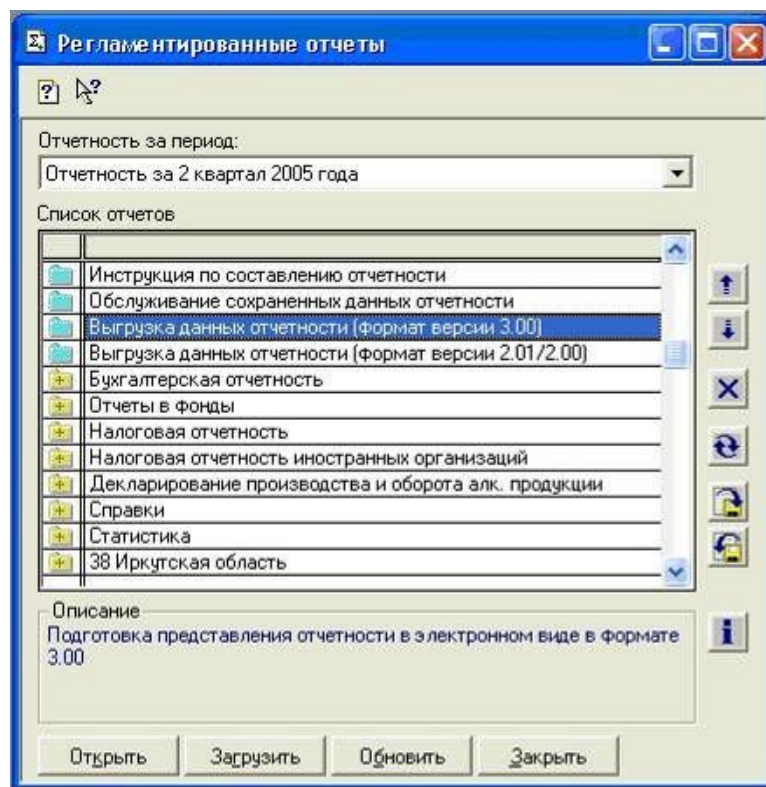 Регламентированные отчеты
Отчетность за период:
Отчетность за 2 квартал 2005 года
Список отчетов
Инструкция по составлению отчетности
Обслуживание сохраненных данных отчетности
Выгрузка данных отчетности (формат версии 3.00)
Выгрузка данных отчетности (формат версии 2.01/2.00)
Бухгалтерская отчетность
Отчеты в фонды
Налоговая отчетность
Налоговая отчетность иностранных организаций
Декларирование производства и оборота алк. продукции
Справки
Статистика
38 Иркутская область
Описание
Подготовка представления отчетности в электронном виде в формате
3.00
Открыть Загрузить Обновить Закрыть